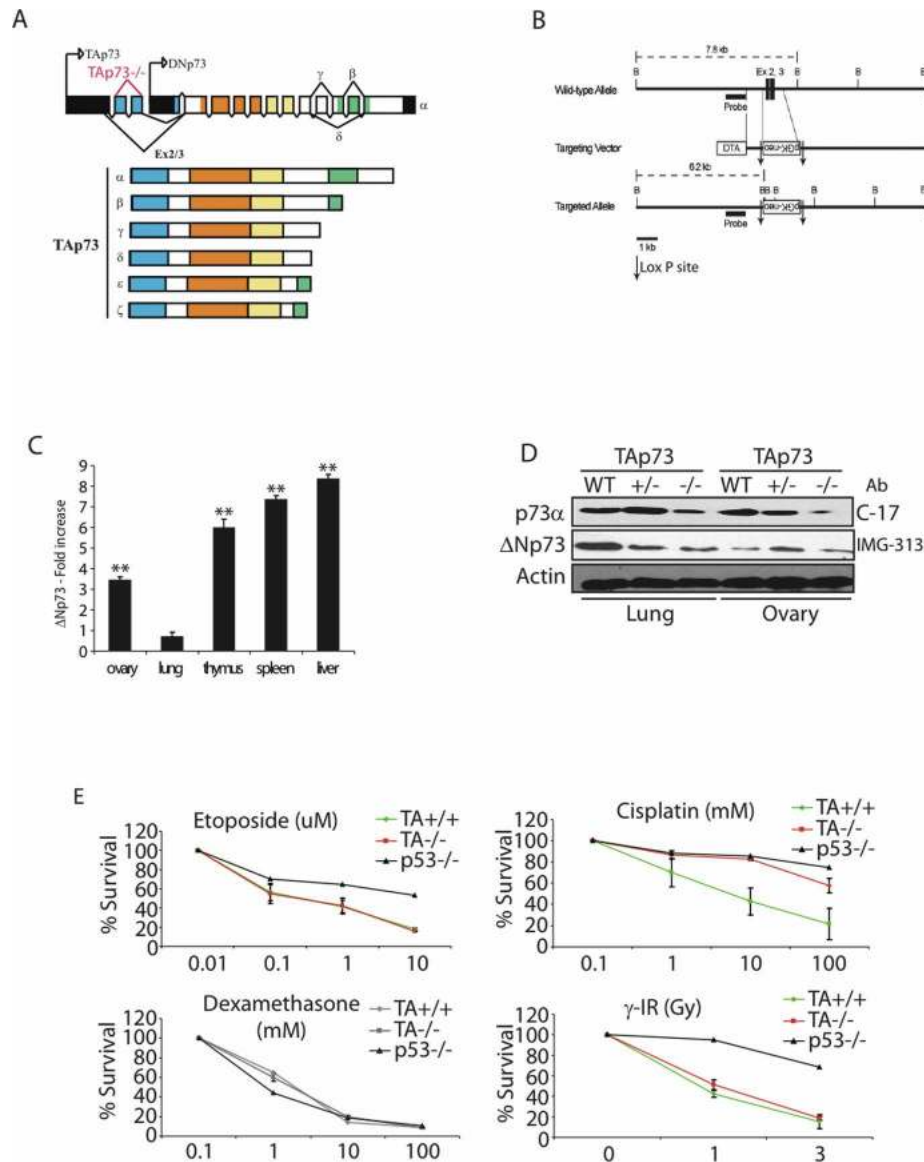 A
TAp73
TAp73-/-
DNp73
γ
β
α
δ
Ex2/3
TAp73
α
β
γ
δ
ε
ζ
B
7.8 kb
B
Ex 2, 3
B
B
B
Wild-type Allele
Probe
Targeting Vector
DTA
pGK-neo
6.2 kb
B
BB
B
B
B
B
Targeted Allele
pGK-neo
Probe
1 kb
Lox P site
C
ΔNp73 - Fold increase
9
8
7
6
5
4
3
2
1
0
**
**
**
**
ovary lung thymus spleen liver
D
TAp73 TAp73
WT +/- -/- WT +/- -/- Ab
p73α C-17
ΔNp73 IMG-313
Actin
Lung Ovary
E
Etoposide (uM)
TA+/+
TA-/-
p53-/-
% Survival
120
100
80
60
40
20
0
0.01 0.1 1 10
Cisplatin (mM)
TA+/+
TA-/-
p53-/-
% Survival
120
100
80
60
40
20
0
0.1 1 10 100
Dexamethasone
(mM)
TA+/+
TA-/-
p53-/-
% Survival
120
100
80
60
40
20
0
0.1 1 10 100
γ-IR (Gy)
TA+/+
TA-/-
p53-/-
% Survival
120
100
80
60
40
20
0
0 1 3